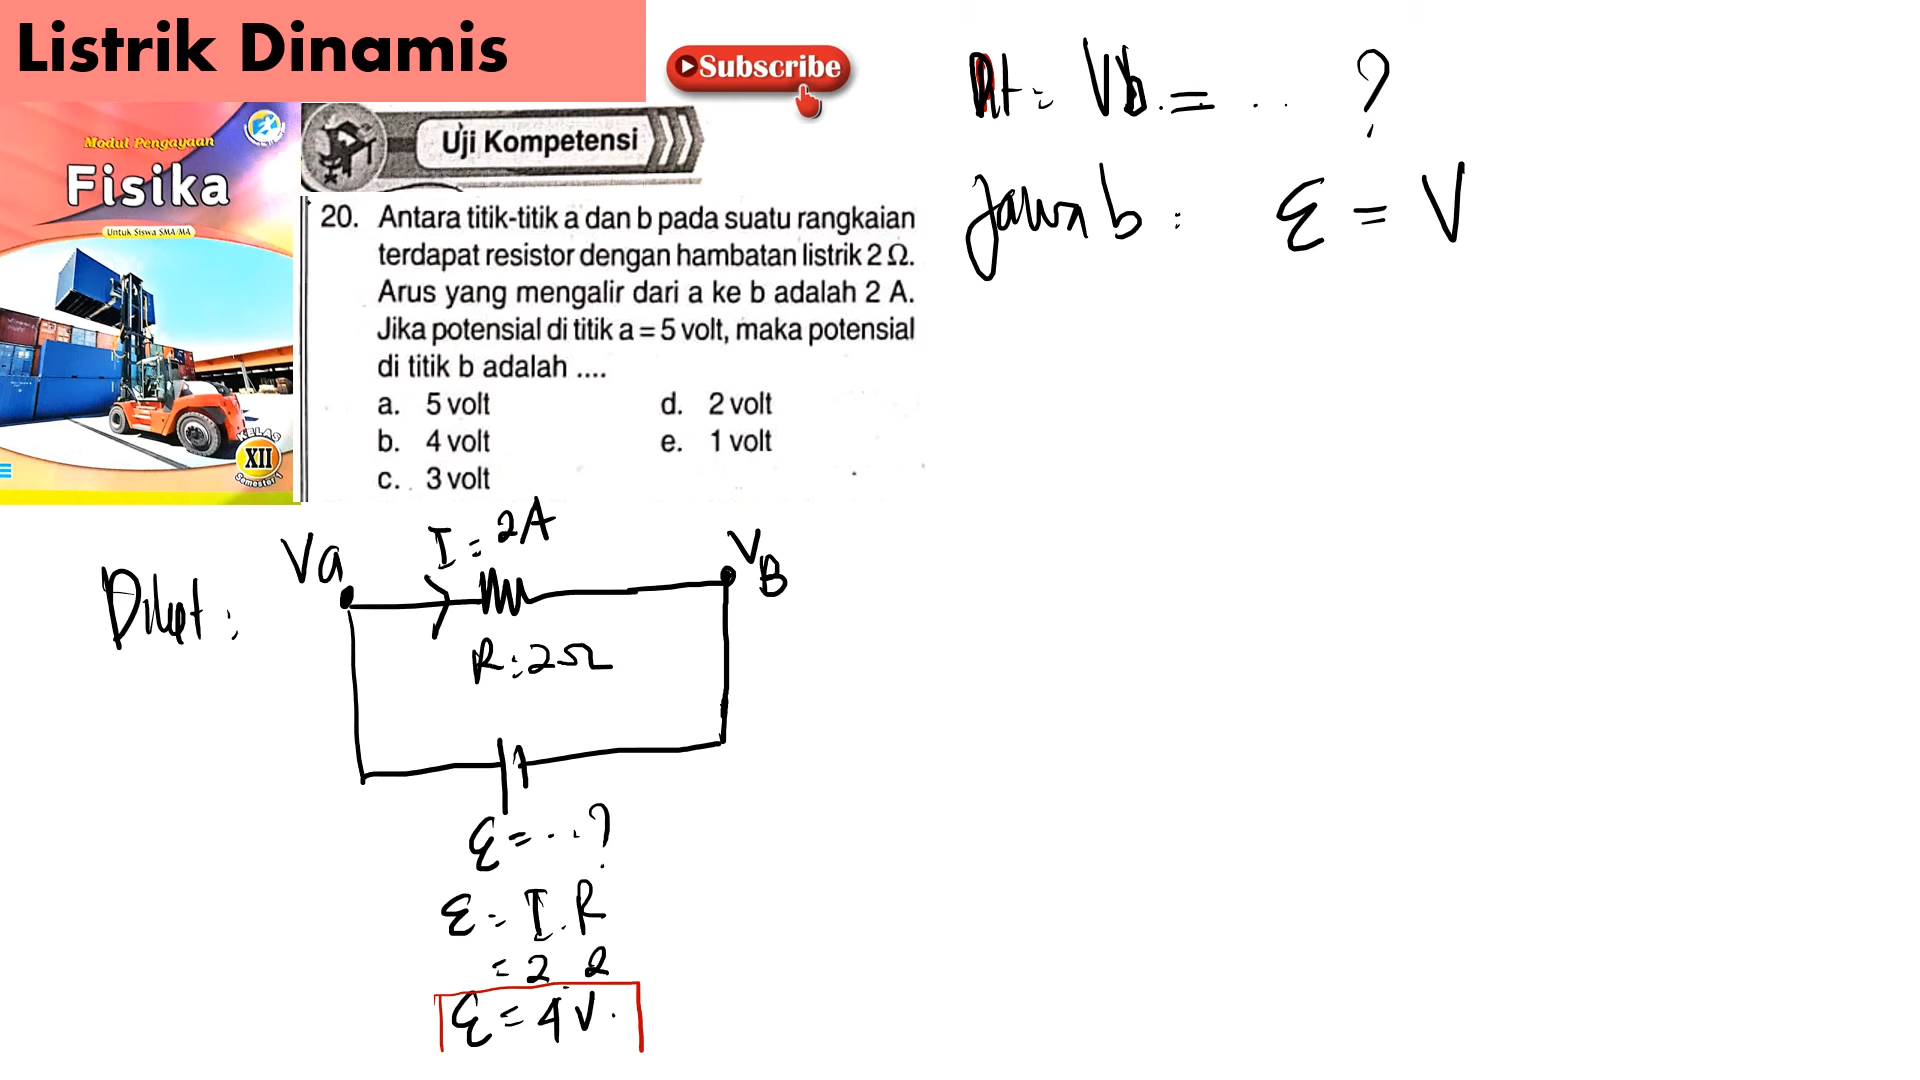 Listrik Dinamis
Subscribe
Modul Pengayaan
Fisika
Untuk Siswa SMA/MA
KELAS
XII
Semester 1
Uji Kompetensi
20. Antara titik-titik a dan b pada suatu rangkaian
terdapat resistor dengan hambatan listrik 2 Ω.
Arus yang mengalir dari a ke b adalah 2 A.
Jika potensial di titik a = 5 volt, maka potensial
di titik b adalah ....
a. 5 volt
b. 4 volt
c. 3 volt
d. 2 volt
e. 1 volt
Diket :
Va
I = 2A
VB
R = 2Ω
ε = ...?
ε = I.R
= 2 2
ε = 4 V.
Vb = ... ?
Jawab : ε = V